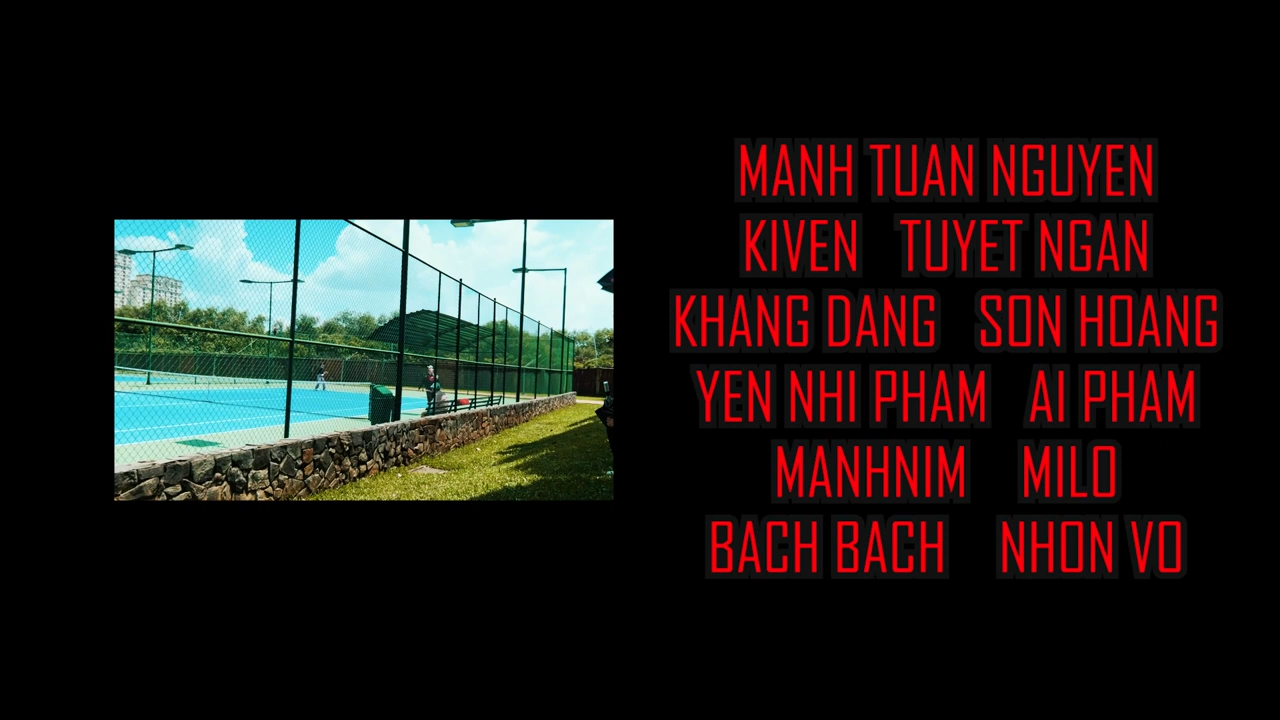 MANH TUAN NGUYEN
KIVEN TUYET NGAN
KHANG DANG SON HOANG
YEN NHI PHAM AI PHAM
MANHNIM MILO
BACH BACH NHON VO